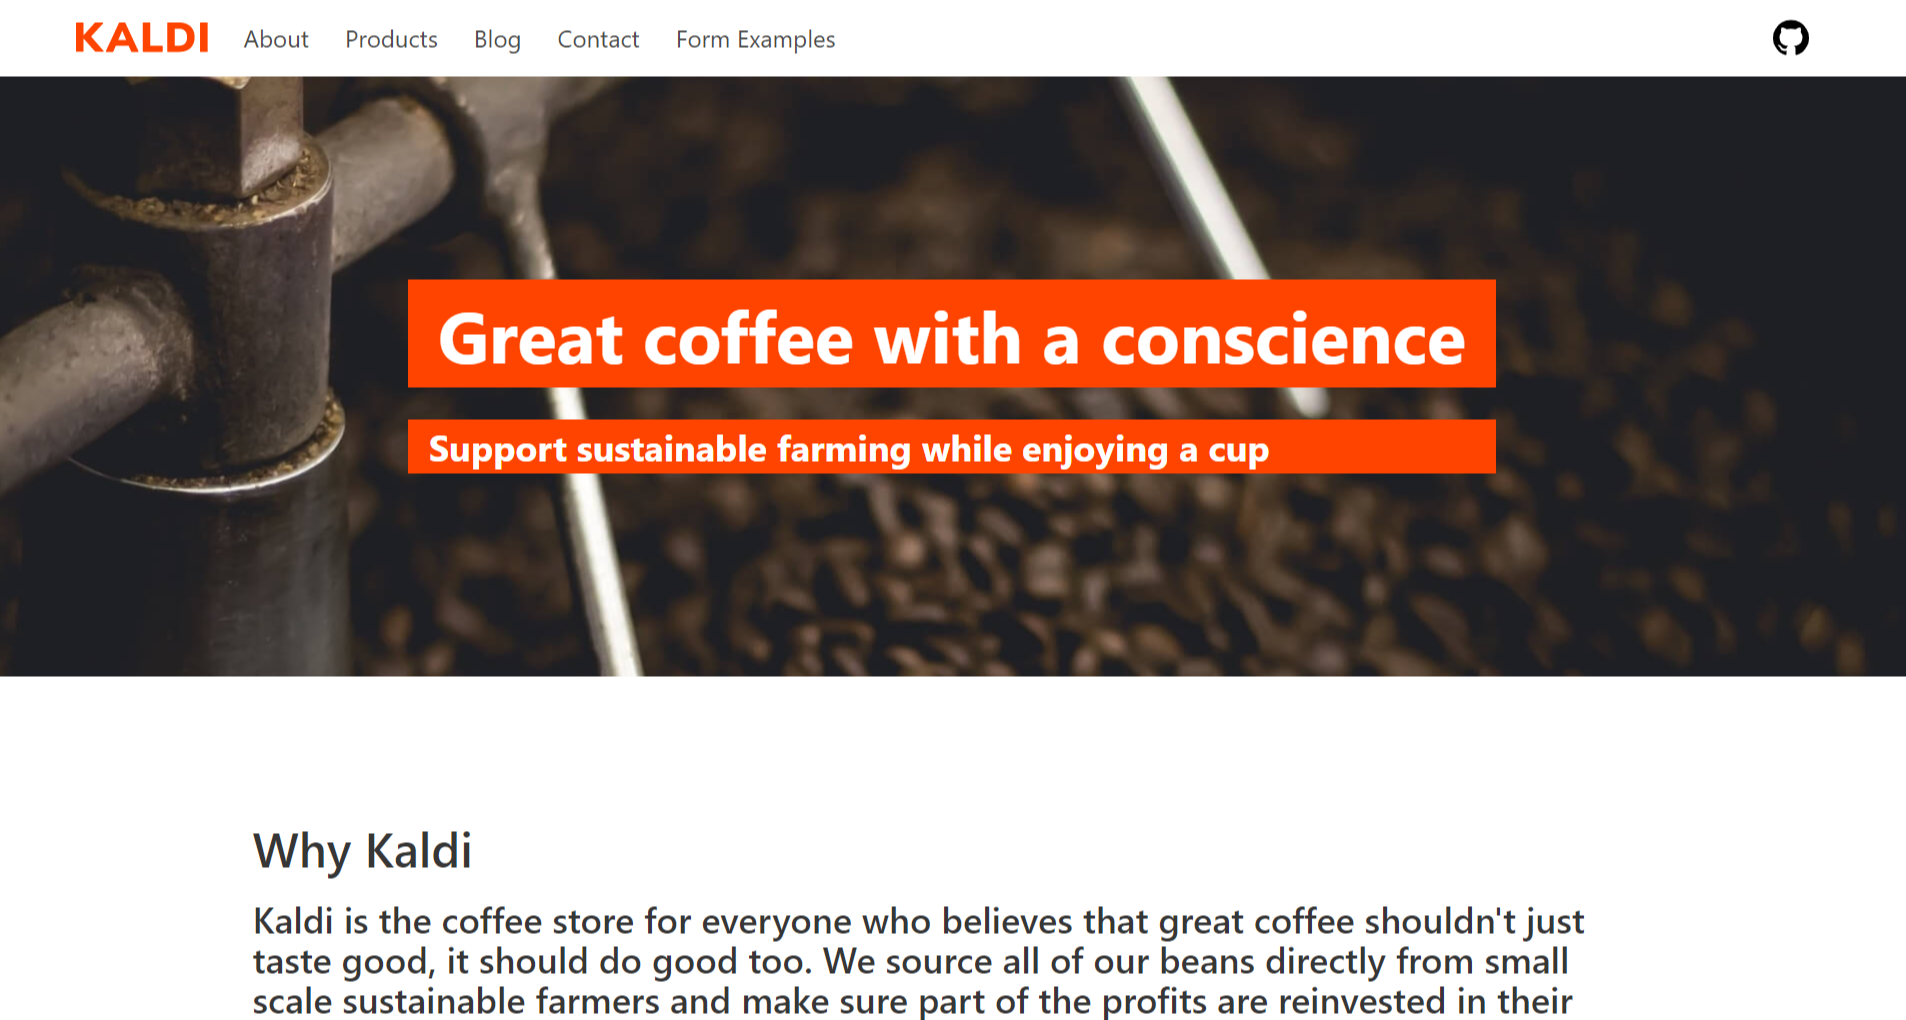 KALDI About Products Blog Contact Form Examples
Great coffee with a conscience
Support sustainable farming while enjoying a cup
Why Kaldi
Kaldi is the coffee store for everyone who believes that great coffee shouldn't just
taste good, it should do good too. We source all of our beans directly from small
scale sustainable farmers and make sure part of the profits are reinvested in their